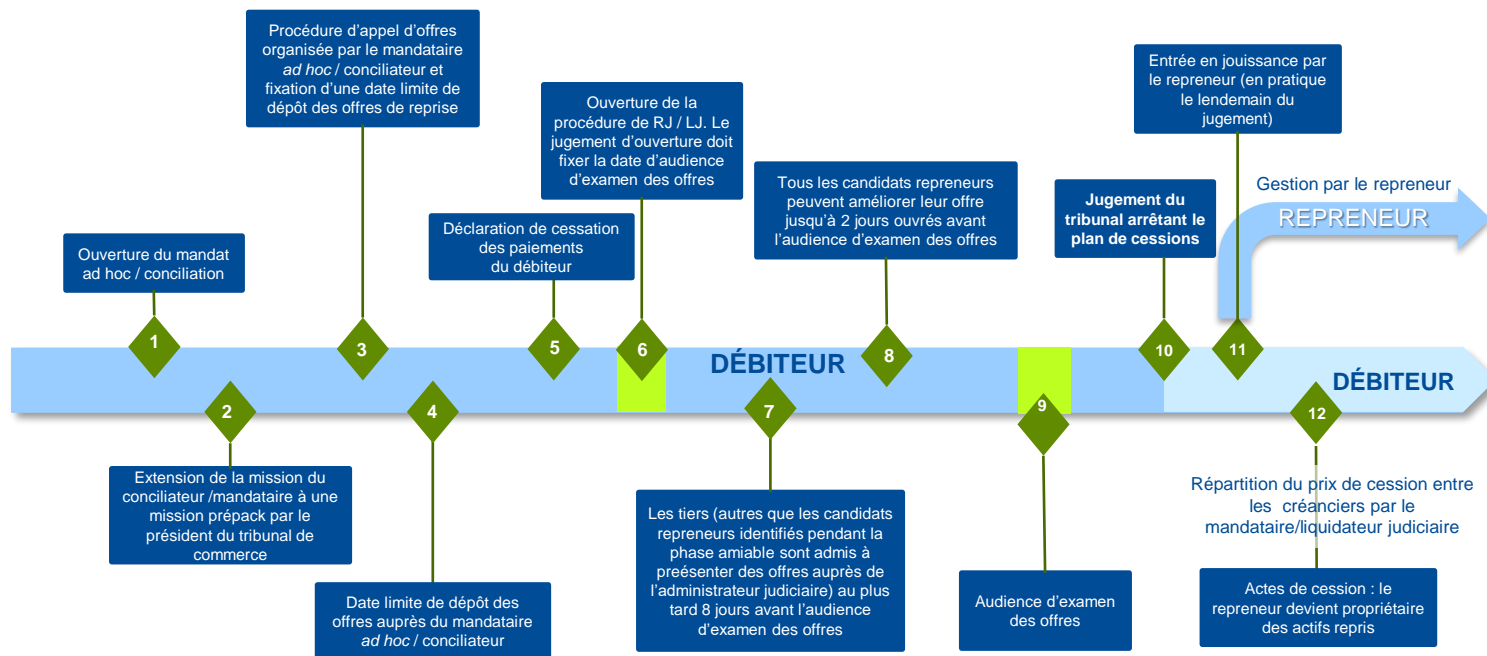 Procédure d'appel d'offres
organisée par le mandataire
ad hoc / conciliateur et
fixation d'une date limite de
dépôt des offres de reprise
Entrée en jouissance par
le repreneur (en pratique
le lendemain du
jugement)
Ouverture de la
procédure de RJ / LJ. Le
jugement d'ouverture doit
fixer la date d'audience
d'examen des offres
Tous les candidats repreneurs
peuvent améliorer leur offre
jusqu'à 2 jours ouvrés avant
l'audience d'examen des offres
Jugement du
tribunal arrêtant le
plan de cessions
Gestion par le repreneur
REPRENEUR
Ouverture du mandat
ad hoc / conciliation
Déclaration de cessation
des paiements
du débiteur
1
3
5
6
8
10
11
DÉBITEUR
DÉBITEUR
2
4
7
9
12
Extension de la mission du
conciliateur /mandataire à une
mission prépack par le
président du tribunal de
commerce
Date limite de dépôt des
offres auprès du mandataire
ad hoc / conciliateur
Les tiers (autres que les candidats
repreneurs identifiés pendant la
phase amiable sont admis à
preésenter des offres auprès de
l'administrateur judiciaire) au plus
tard 8 jours avant l'audience
d'examen des offres
Audience d'examen
des offres
Répartition du prix de cession entre
les créanciers par le
mandataire/liquidateur judiciaire
Actes de cession : le
repreneur devient propriétaire
des actifs repris